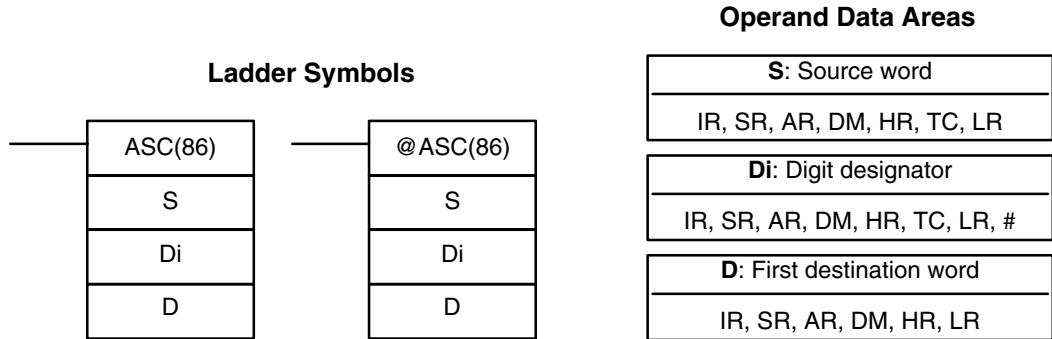 Ladder Symbols
ASC(86)
S
Di
D
@ASC(86)
S
Di
D
Operand Data Areas
S: Source word
IR, SR, AR, DM, HR, TC, LR
Di: Digit designator
IR, SR, AR, DM, HR, TC, LR, #
D: First destination word
IR, SR, AR, DM, HR, LR